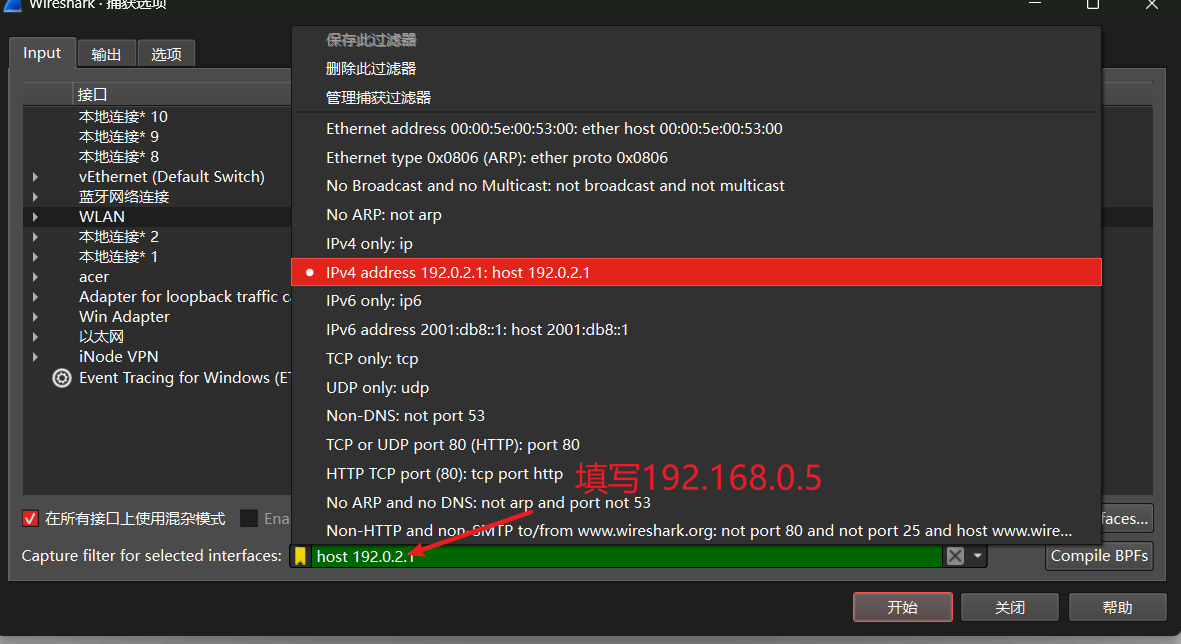 Wireshark · 捕获选项
Input
输出
选项
接口
本地连接* 10
本地连接* 9
本地连接* 8
vEthernet (Default Switch)
蓝牙网络连接
WLAN
本地连接* 2
本地连接* 1
acer
Adapter for loopback traffic
Win Adapter
以太网
iNode VPN
Event Tracing for Windows
保存此过滤器
删除此过滤器
管理捕获过滤器
Ethernet address 00:00:5e:00:53:00: ether host 00:00:5e:00:53:00
Ethernet type 0x0806 (ARP): ether proto 0x0806
No Broadcast and no Multicast: not broadcast and not multicast
No ARP: not arp
IPv4 only: ip
IPv4 address 192.0.2.1: host 192.0.2.1
IPv6 only: ip6
IPv6 address 2001:db8::1: host 2001:db8::1
TCP only: tcp
UDP only: udp
Non-DNS: not port 53
TCP or UDP port 80 (HTTP): port 80
HTTP TCP port (80): tcp port http
填写192.168.0.5
No ARP and no DNS: not arp and port not 53
Non-HTTP and non-SMTP to/from www.wireshark.org: not port 80 and not port 25 and host www.wire...
在所有接口上使用混杂模式
Ena
faces...
Capture filter for selected interfaces:
host 192.0.2.1
Compile BPFs
开始
关闭
帮助